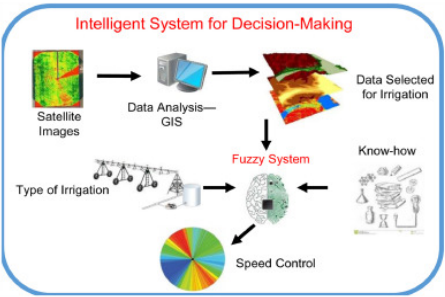 Intelligent System for Decision-Making
Satellite
Images
Data Analysis—
GIS
Data Selected
for Irrigation
Fuzzy System
Know-how
Type of Irrigation
Speed Control